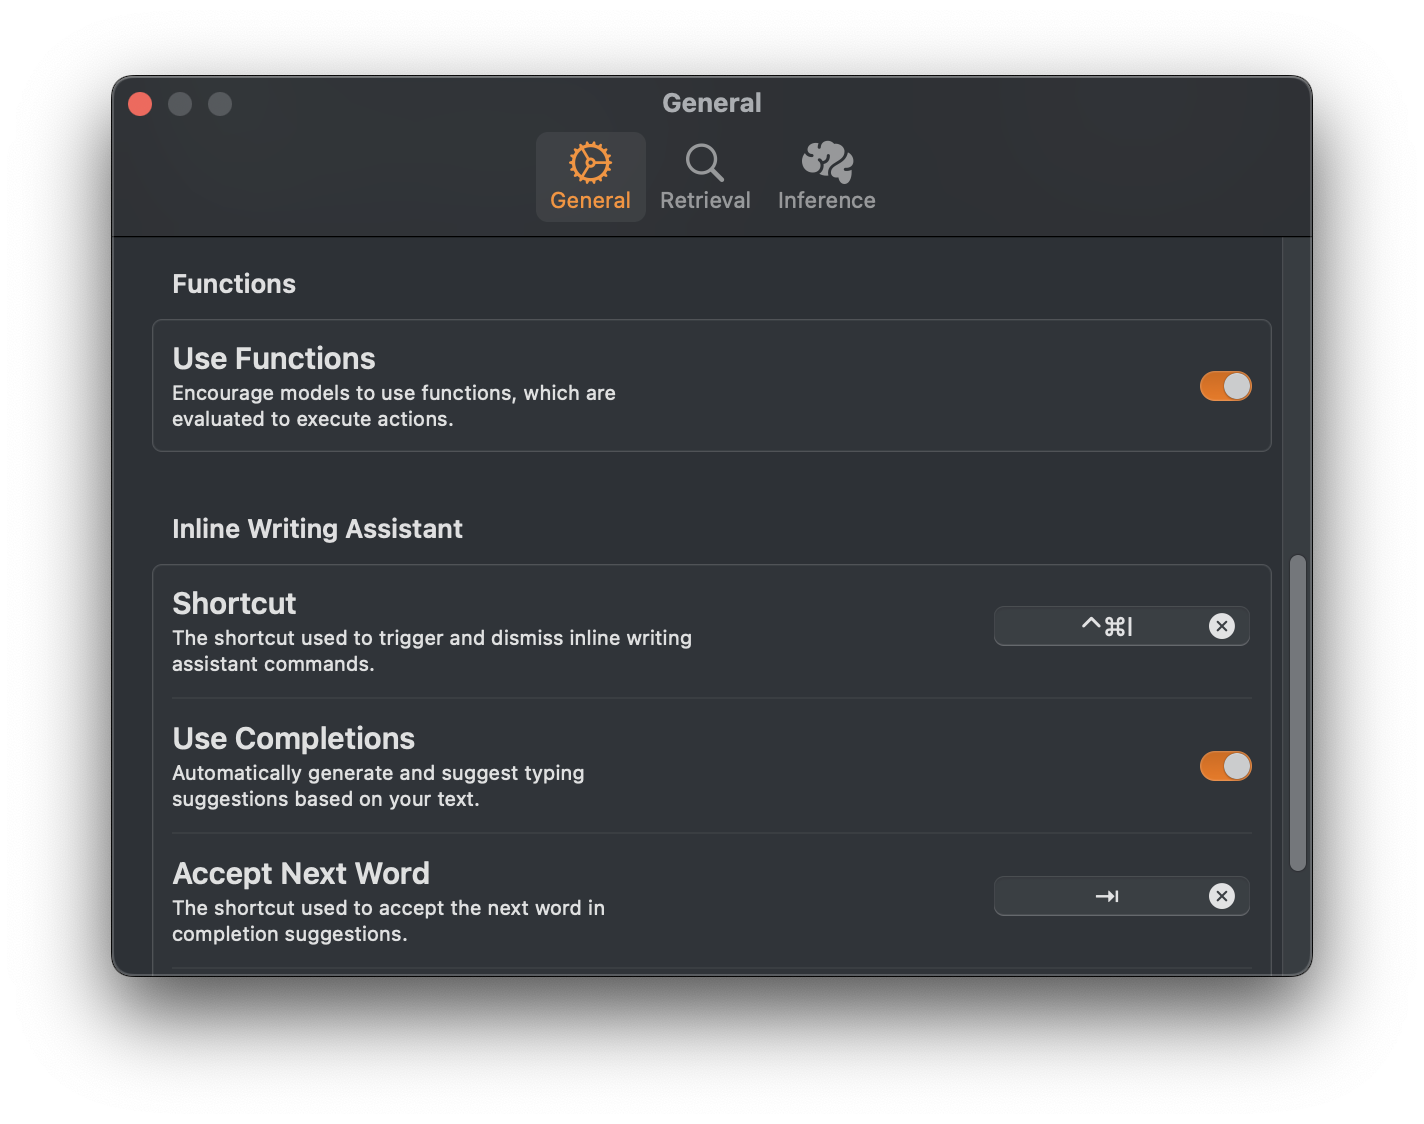 General
General
Retrieval
Inference
Functions
Use Functions
Encourage models to use functions, which are
evaluated to execute actions.
Inline Writing Assistant
Shortcut
The shortcut used to trigger and dismiss inline writing
assistant commands.
^⌘I
Use Completions
Automatically generate and suggest typing
suggestions based on your text.
Accept Next Word
The shortcut used to accept the next word in
completion suggestions.
⇥